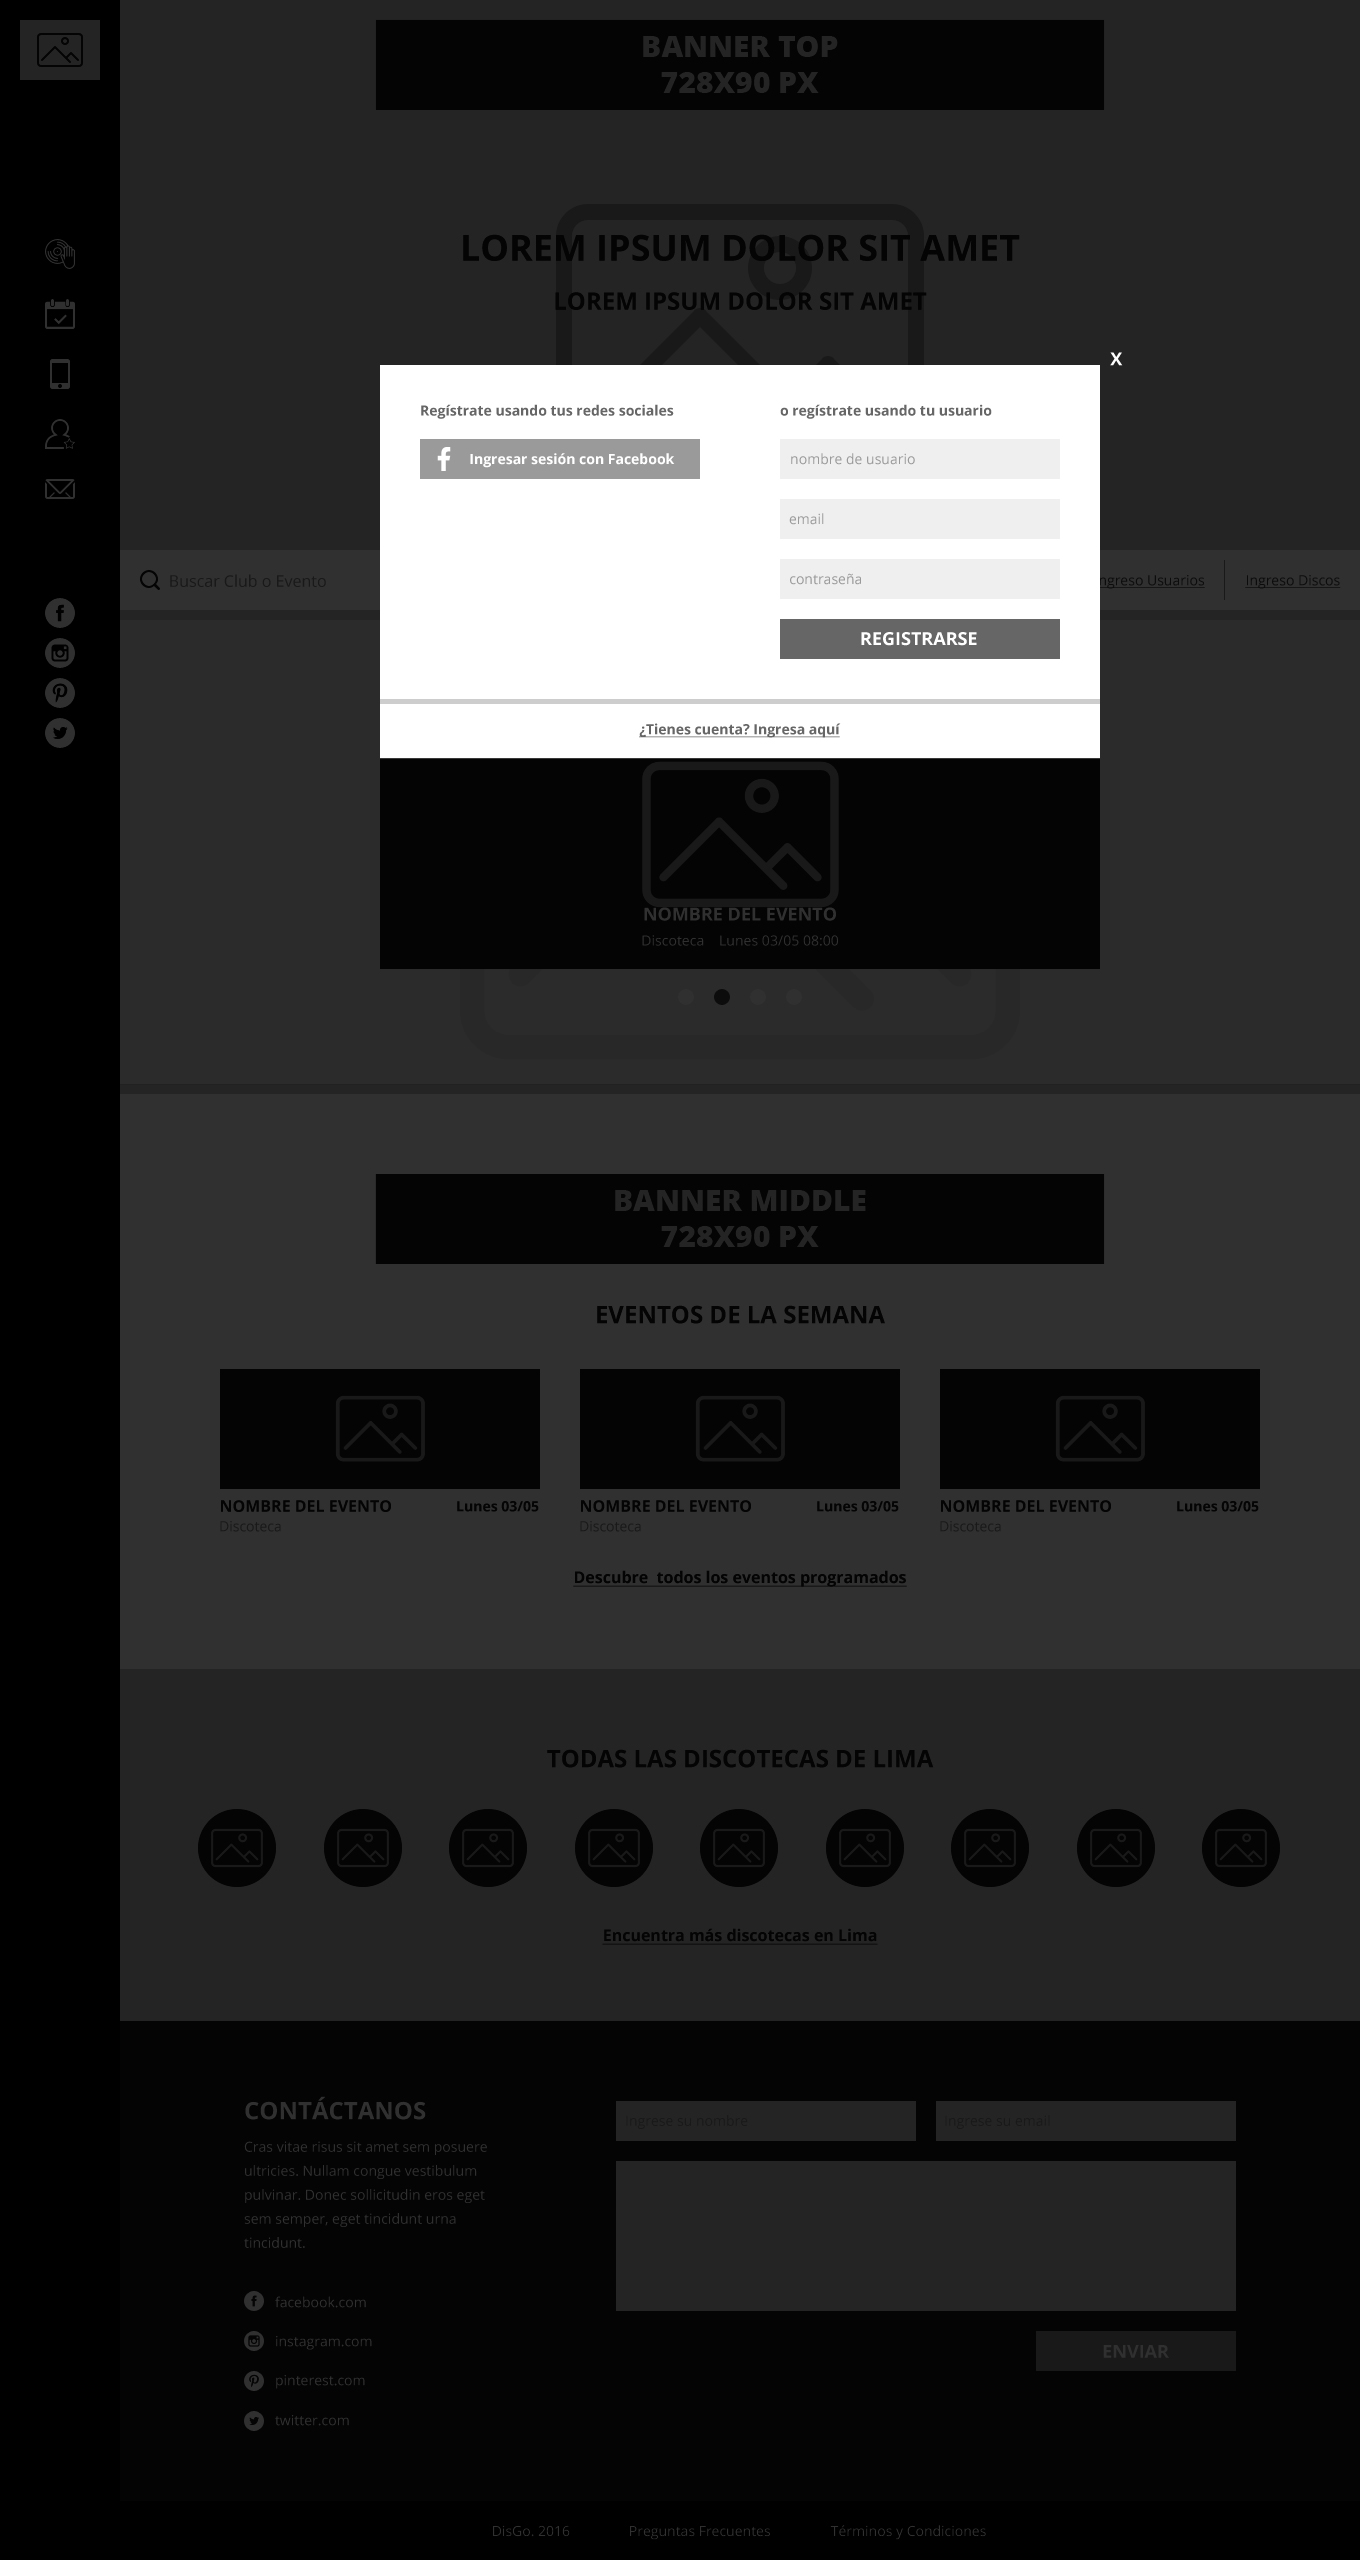 BANNER TOP
728X90 PX
LOREM IPSUM DOLOR SIT AMET
LOREM IPSUM DOLOR SIT AMET
X
Regístrate usando tus redes sociales
Ingresar sesión con Facebook
o regístrate usando tu usuario
nombre de usuario
email
contraseña
REGISTRARSE
¿Tienes cuenta? Ingresa aquí
Buscar Club o Evento
ngreso Usuarios
Ingreso Discos
NOMBRE DEL EVENTO
Discoteca Lunes 03/05 08:00
BANNER MIDDLE
728X90 PX
EVENTOS DE LA SEMANA
NOMBRE DEL EVENTO Lunes 03/05
Discoteca
NOMBRE DEL EVENTO Lunes 03/05
Discoteca
NOMBRE DEL EVENTO Lunes 03/05
Discoteca
Descubre  todos los eventos programados
TODAS LAS DISCOTECAS DE LIMA
Encuentra más discotecas en Lima
CONTÁCTANOS
Cras vitae risus sit amet sem posuere
ultricies. Nullam congue vestibulum
pulvinar. Donec sollicitudin eros eget
sem semper, eget tincidunt urna
tincidunt.
facebook.com
instagram.com
pinterest.com
twitter.com
Ingrese su nombre
Ingrese su email
ENVIAR
DisGo. 2016 Preguntas Frecuentes Términos y Condiciones